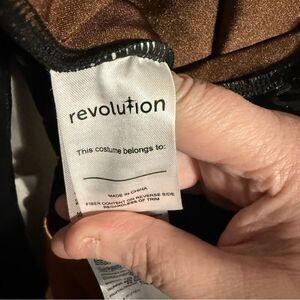 revolution
This costume belongs to:
MADE IN CHINA
FIBER CONTENT ON REVERSE SIDE
REGARDLESS OF TRIM